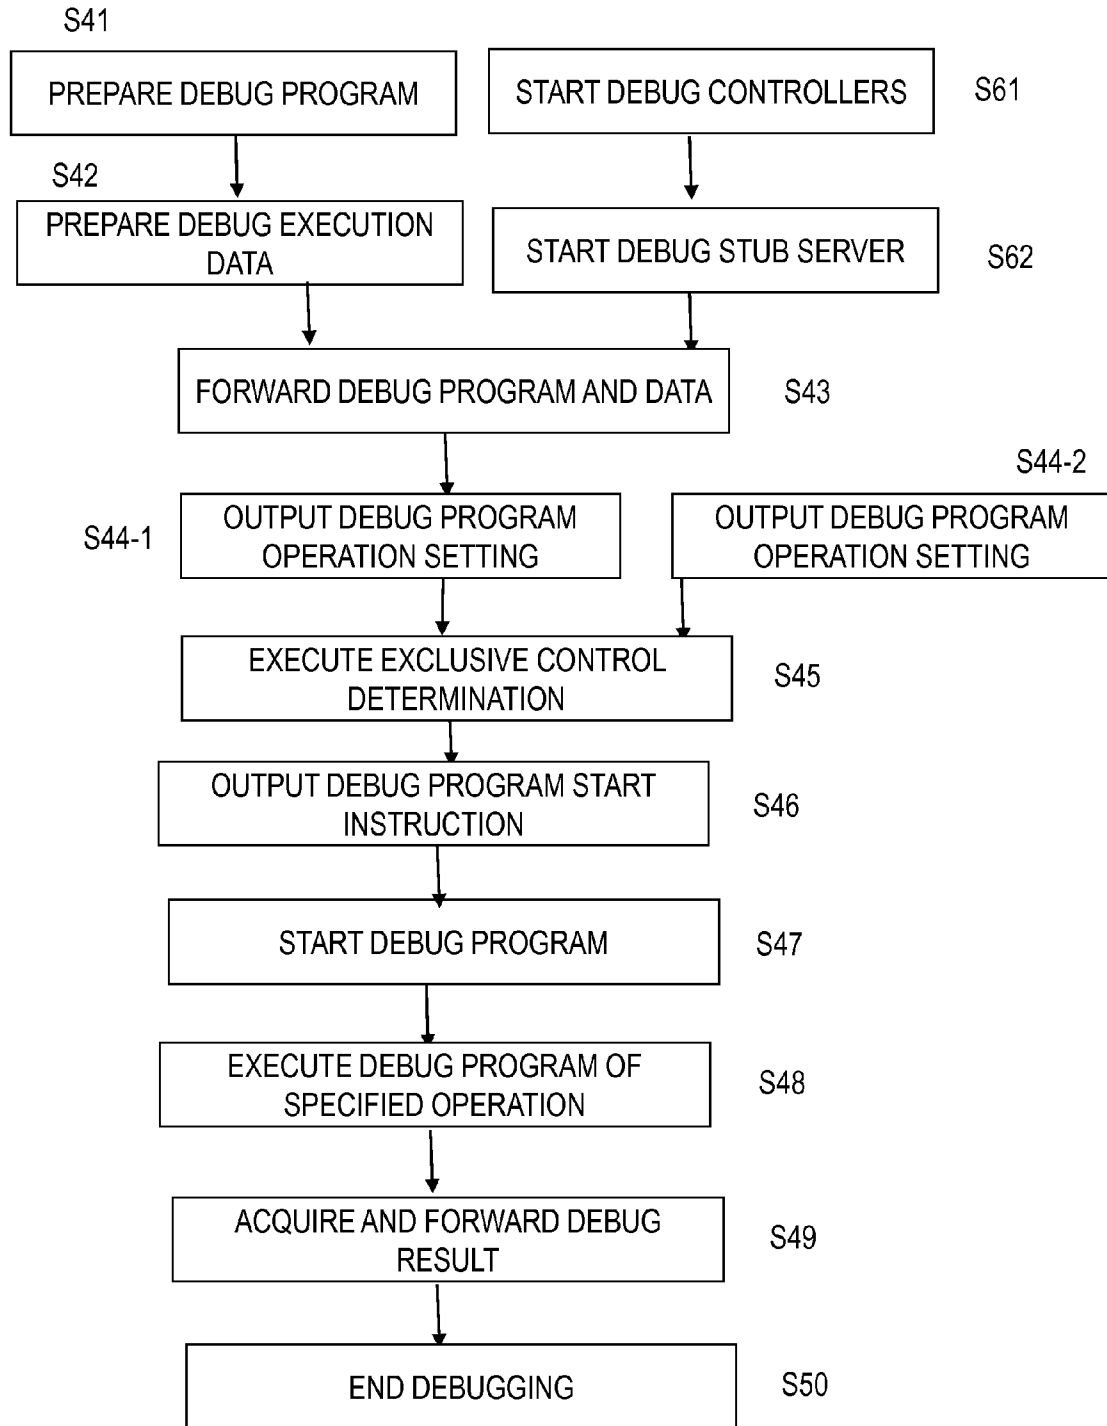 S41
PREPARE DEBUG PROGRAM
START DEBUG CONTROLLERS
S61
S42
PREPARE DEBUG EXECUTION
DATA
START DEBUG STUB SERVER
S62
FORWARD DEBUG PROGRAM AND DATA
S43
S44-2
S44-1
OUTPUT DEBUG PROGRAM
OPERATION SETTING
OUTPUT DEBUG PROGRAM
OPERATION SETTING
EXECUTE EXCLUSIVE CONTROL
DETERMINATION
S45
OUTPUT DEBUG PROGRAM START
INSTRUCTION
S46
START DEBUG PROGRAM
S47
EXECUTE DEBUG PROGRAM OF
SPECIFIED OPERATION
S48
ACQUIRE AND FORWARD DEBUG
RESULT
S49
END DEBUGGING
S50